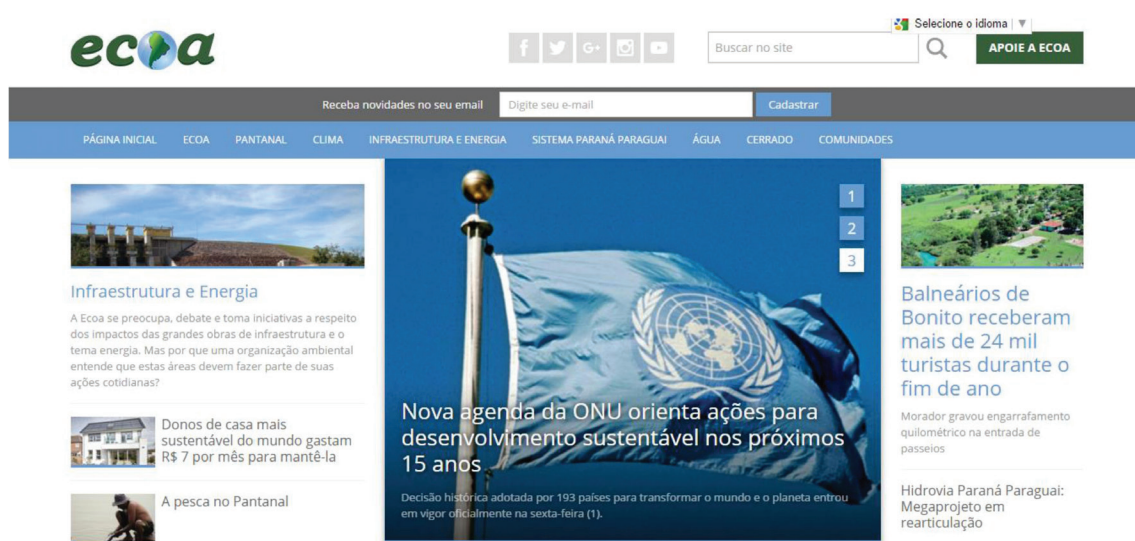 Selecione o idioma
ecoa
Buscar no site
APOIE A ECOA
Receba novidades no seu email
Digite seu e-mail
Cadastrar
PÁGINA INICIAL
ECOA
PANTANAL
CLIMA
INFRAESTRUTURA E ENERGIA
SISTEMA PARANÁ PARAGUAI
ÁGUA
CERRADO
COMUNIDADES
Infraestrutura e Energia
A Ecoa se preocupa, debate e toma iniciativas a respeito
dos impactos das grandes obras de infraestrutura e o
tema energia. Mas por que uma organização ambiental
entende que estas áreas devem fazer parte de suas
ações cotidianas?
Donos de casa mais
sustentável do mundo gastam
R$ 7 por mês para mantê-la
A pesca no Pantanal
1
2
3
Nova agenda da ONU orienta ações para
desenvolvimento sustentável nos próximos
15 anos
Decisão histórica adotada por 193 países para transformar o mundo e o planeta entrou
em vigor oficialmente na sexta-feira (1).
Balneários de
Bonito receberam
mais de 24 mil
turistas durante o
fim de ano
Morador gravou engarrafamento
quilométrico na entrada de
passeios
Hidrovia Paraná Paraguai:
Megaprojeto em
rearticulação